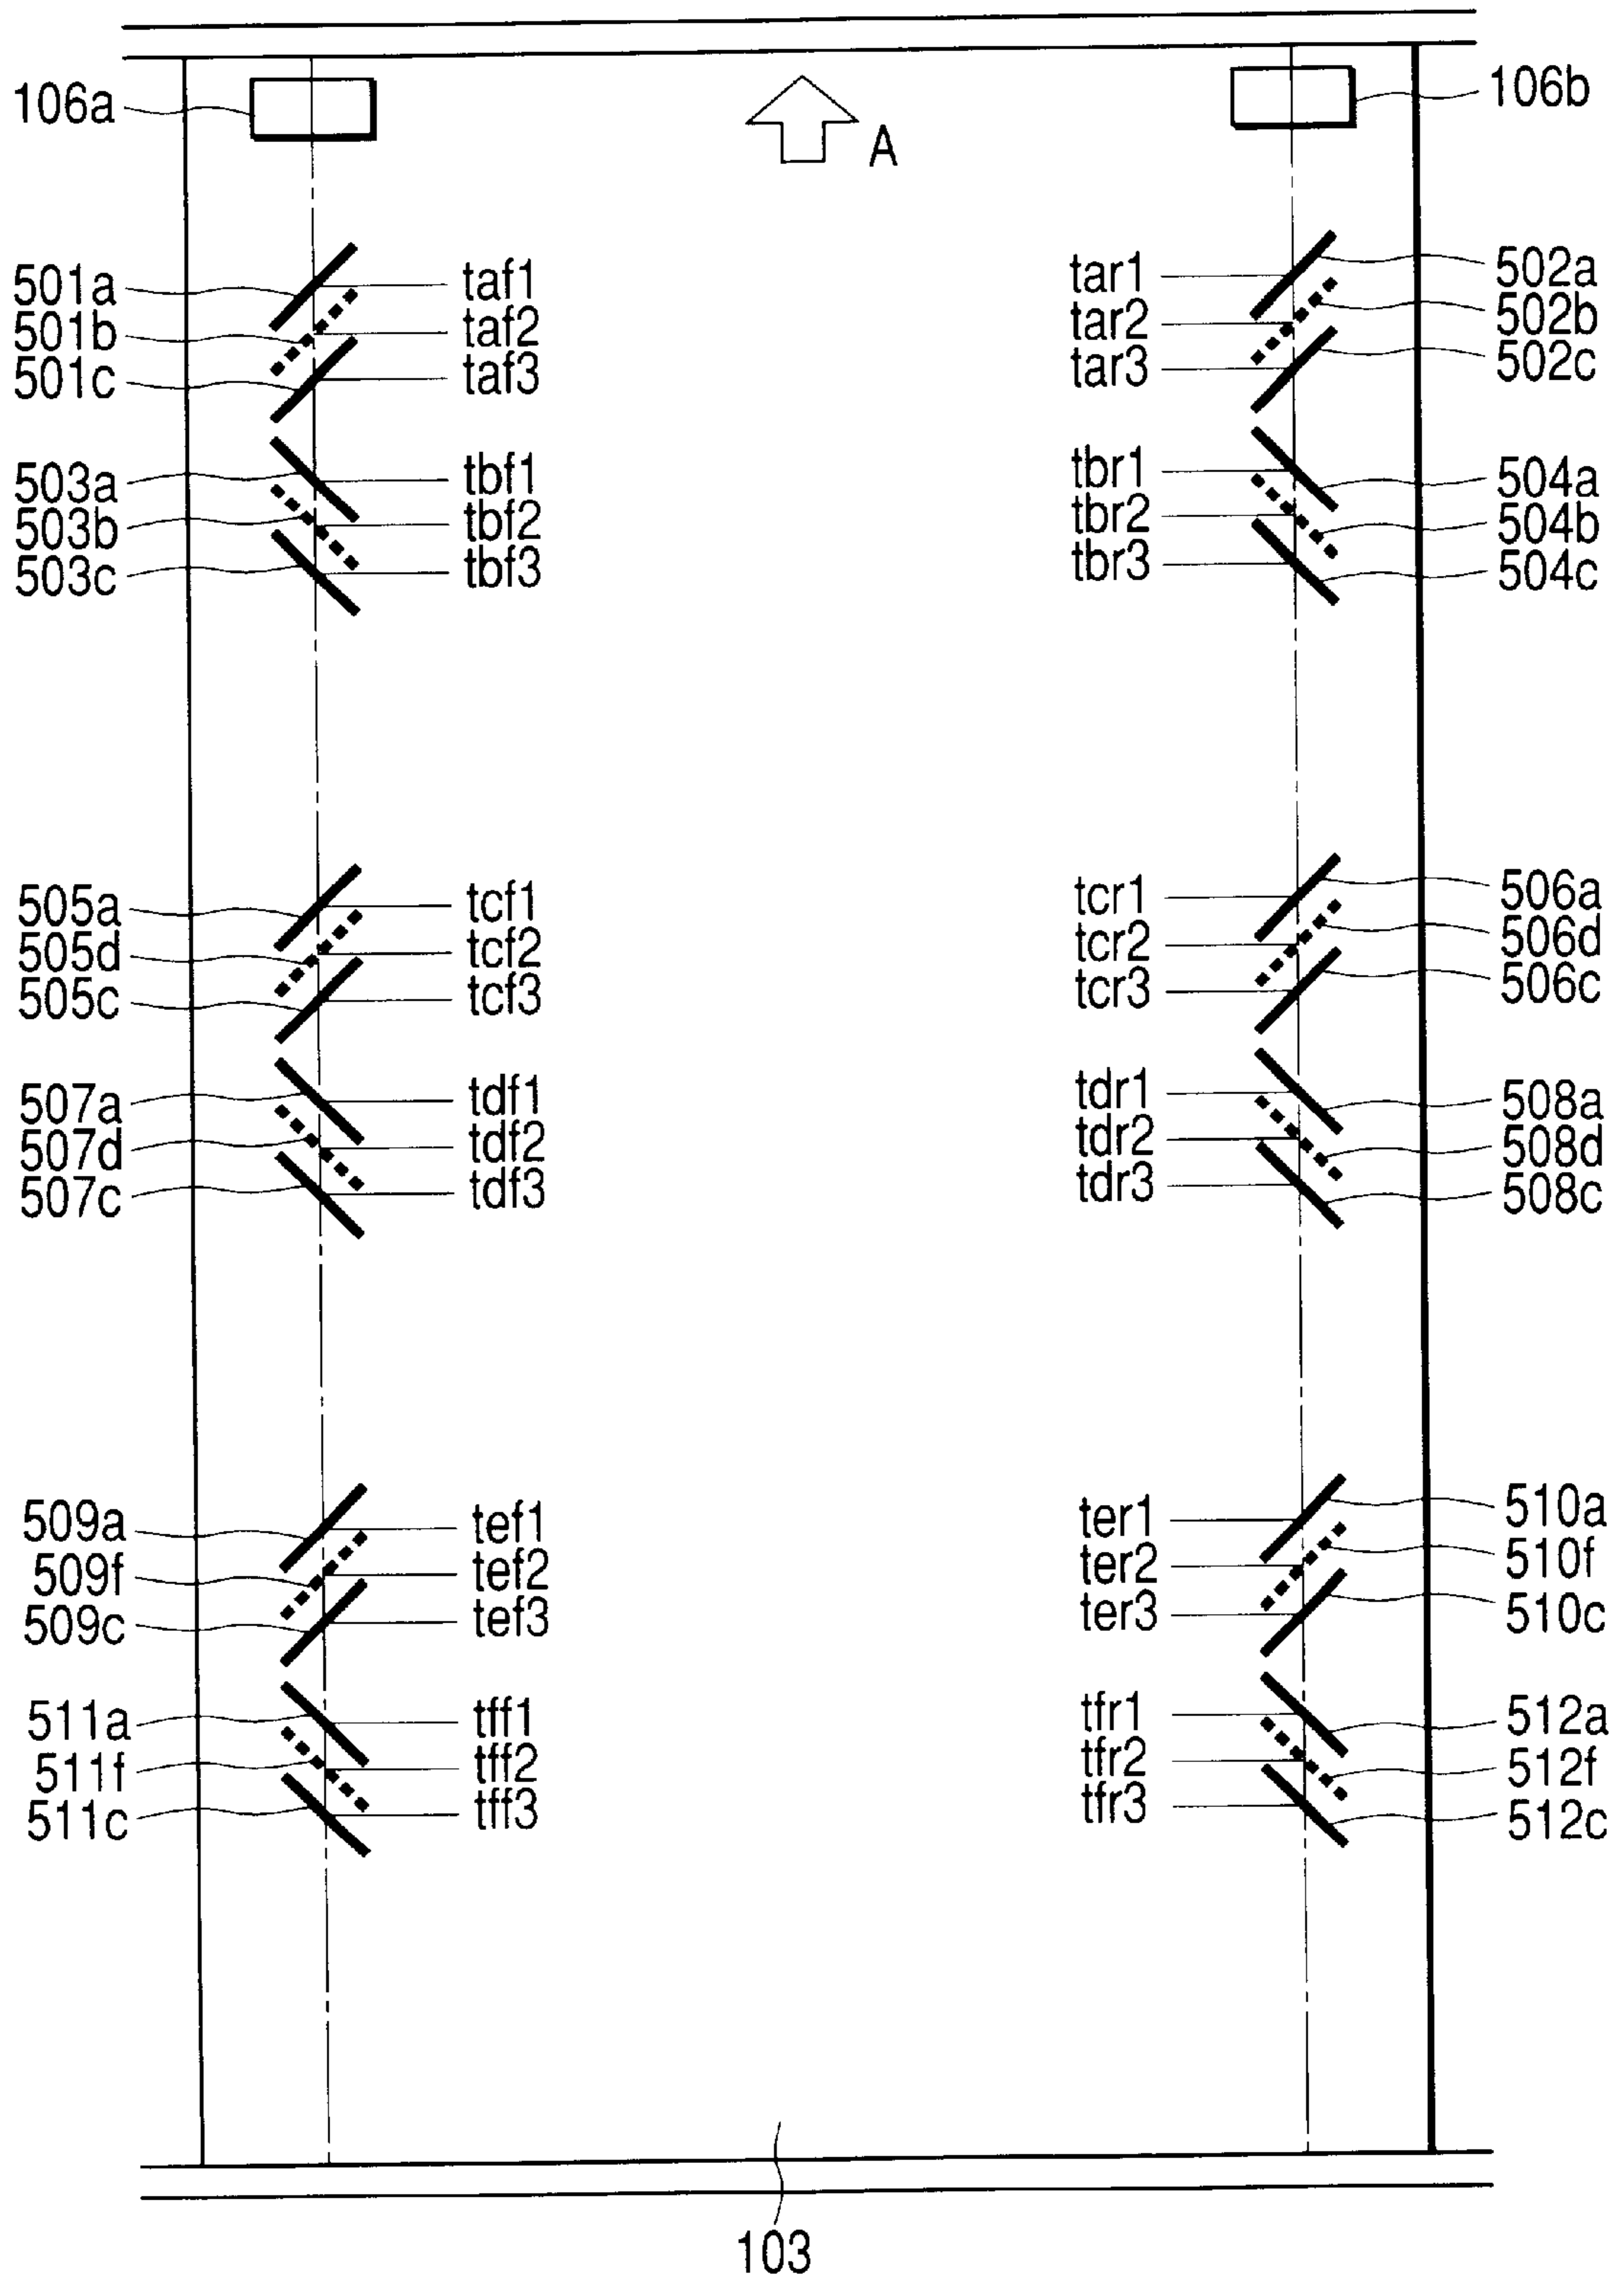 106a 106b
A
501a taf1 tar1 502a
501b taf2 tar2 502b
501c taf3 tar3 502c
503a tbf1 tbr1 504a
503b tbf2 tbr2 504b
503c tbf3 tbr3 504c
505a tcf1 tcr1 506a
505d tcf2 tcr2 506d
505c tcf3 tcr3 506c
507a tdf1 tdr1 508a
507d tdf2 tdr2 508d
507c tdf3 tdr3 508c
509a tef1 ter1 510a
509f tef2 ter2 510f
509c tef3 ter3 510c
511a tff1 tfr1 512a
511f tff2 tfr2 512f
511c tff3 tfr3 512c
103